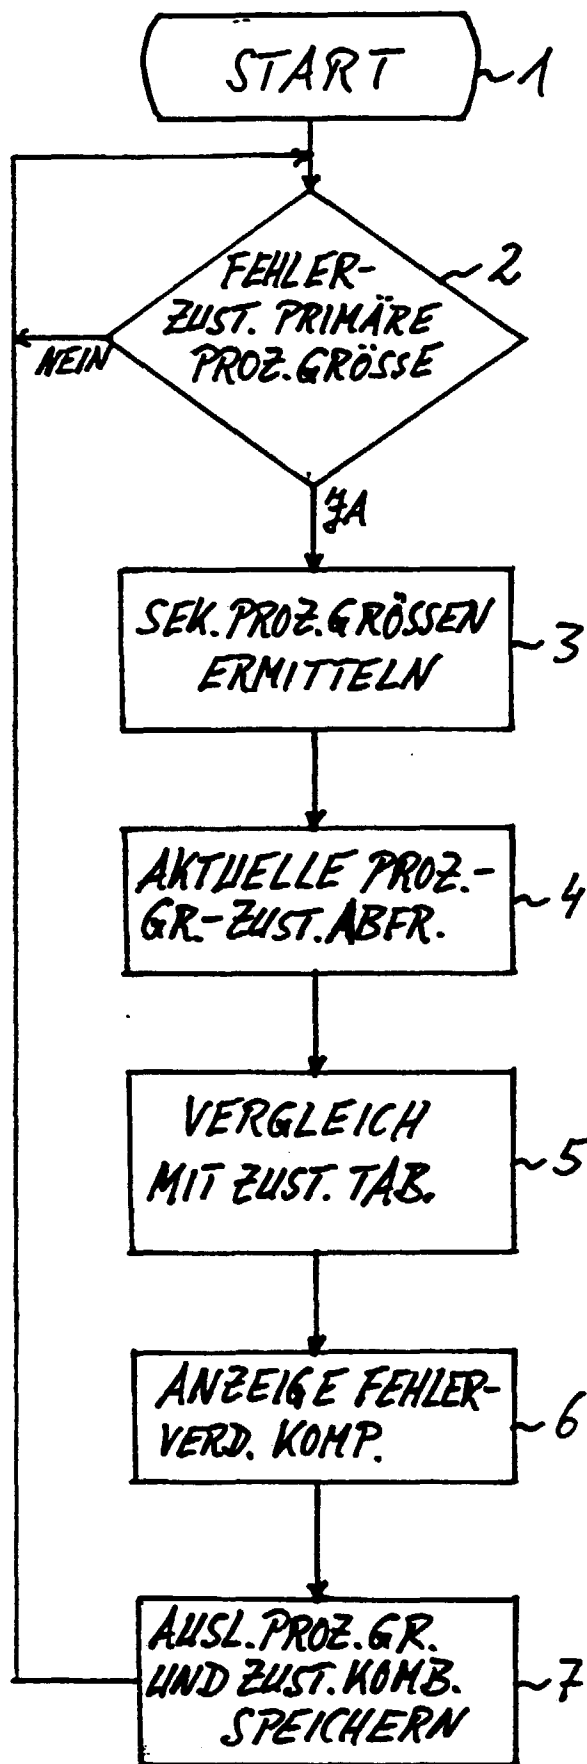 START
1
FEHLER-
ZUST. PRIMÄRE
PROZ. GRÖSSE
2
NEIN
JA
SEK. PROZ. GRÖSSEN
ERMITTELN
3
AKTUELLE PROZ.-
GR.-ZUST. ABFR.
4
VERGLEICH
MIT ZUST. TAB.
5
ANZEIGE FEHLER-
VERD. KOMP.
6
AUSL. PROZ. GR.
UND ZUST. KOMB.
SPEICHERN
7